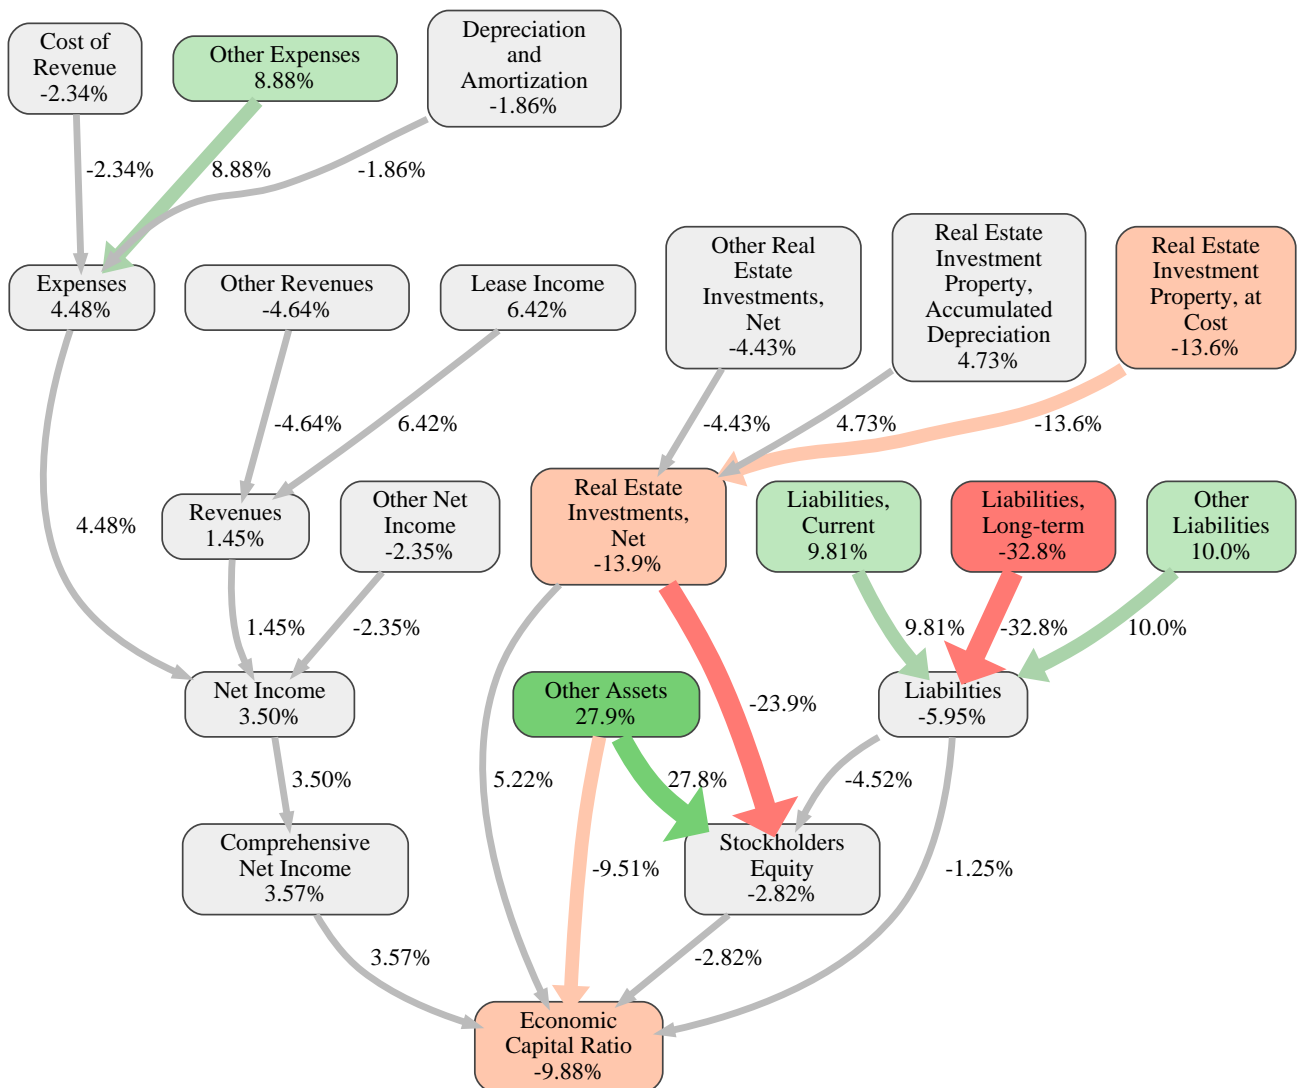 Cost of
Revenue
-2.34%
Other Expenses
8.88%
Depreciation
and
Amortization
-1.86%
-2.34%
8.88%
-1.86%
Expenses
4.48%
Other Revenues
-4.64%
Lease Income
6.42%
Other Real
Estate
Investments,
Net
-4.43%
Real Estate
Investment
Property,
Accumulated
Depreciation
4.73%
Real Estate
Investment
Property, at
Cost
-13.6%
-4.64%
6.42%
-4.43%
4.73%
-13.6%
4.48%
Revenues
1.45%
Other Net
Income
-2.35%
Real Estate
Investments,
Net
-13.9%
Liabilities,
Current
9.81%
Liabilities,
Long-term
-32.8%
Other
Liabilities
10.0%
1.45%
-2.35%
9.81%
-32.8%
10.0%
Net Income
3.50%
Other Assets
27.9%
-23.9%
Liabilities
-5.95%
3.50%
5.22%
27.8%
-4.52%
Comprehensive
Net Income
3.57%
-9.51%
Stockholders
Equity
-2.82%
-1.25%
3.57%
-2.82%
Economic
Capital Ratio
-9.88%